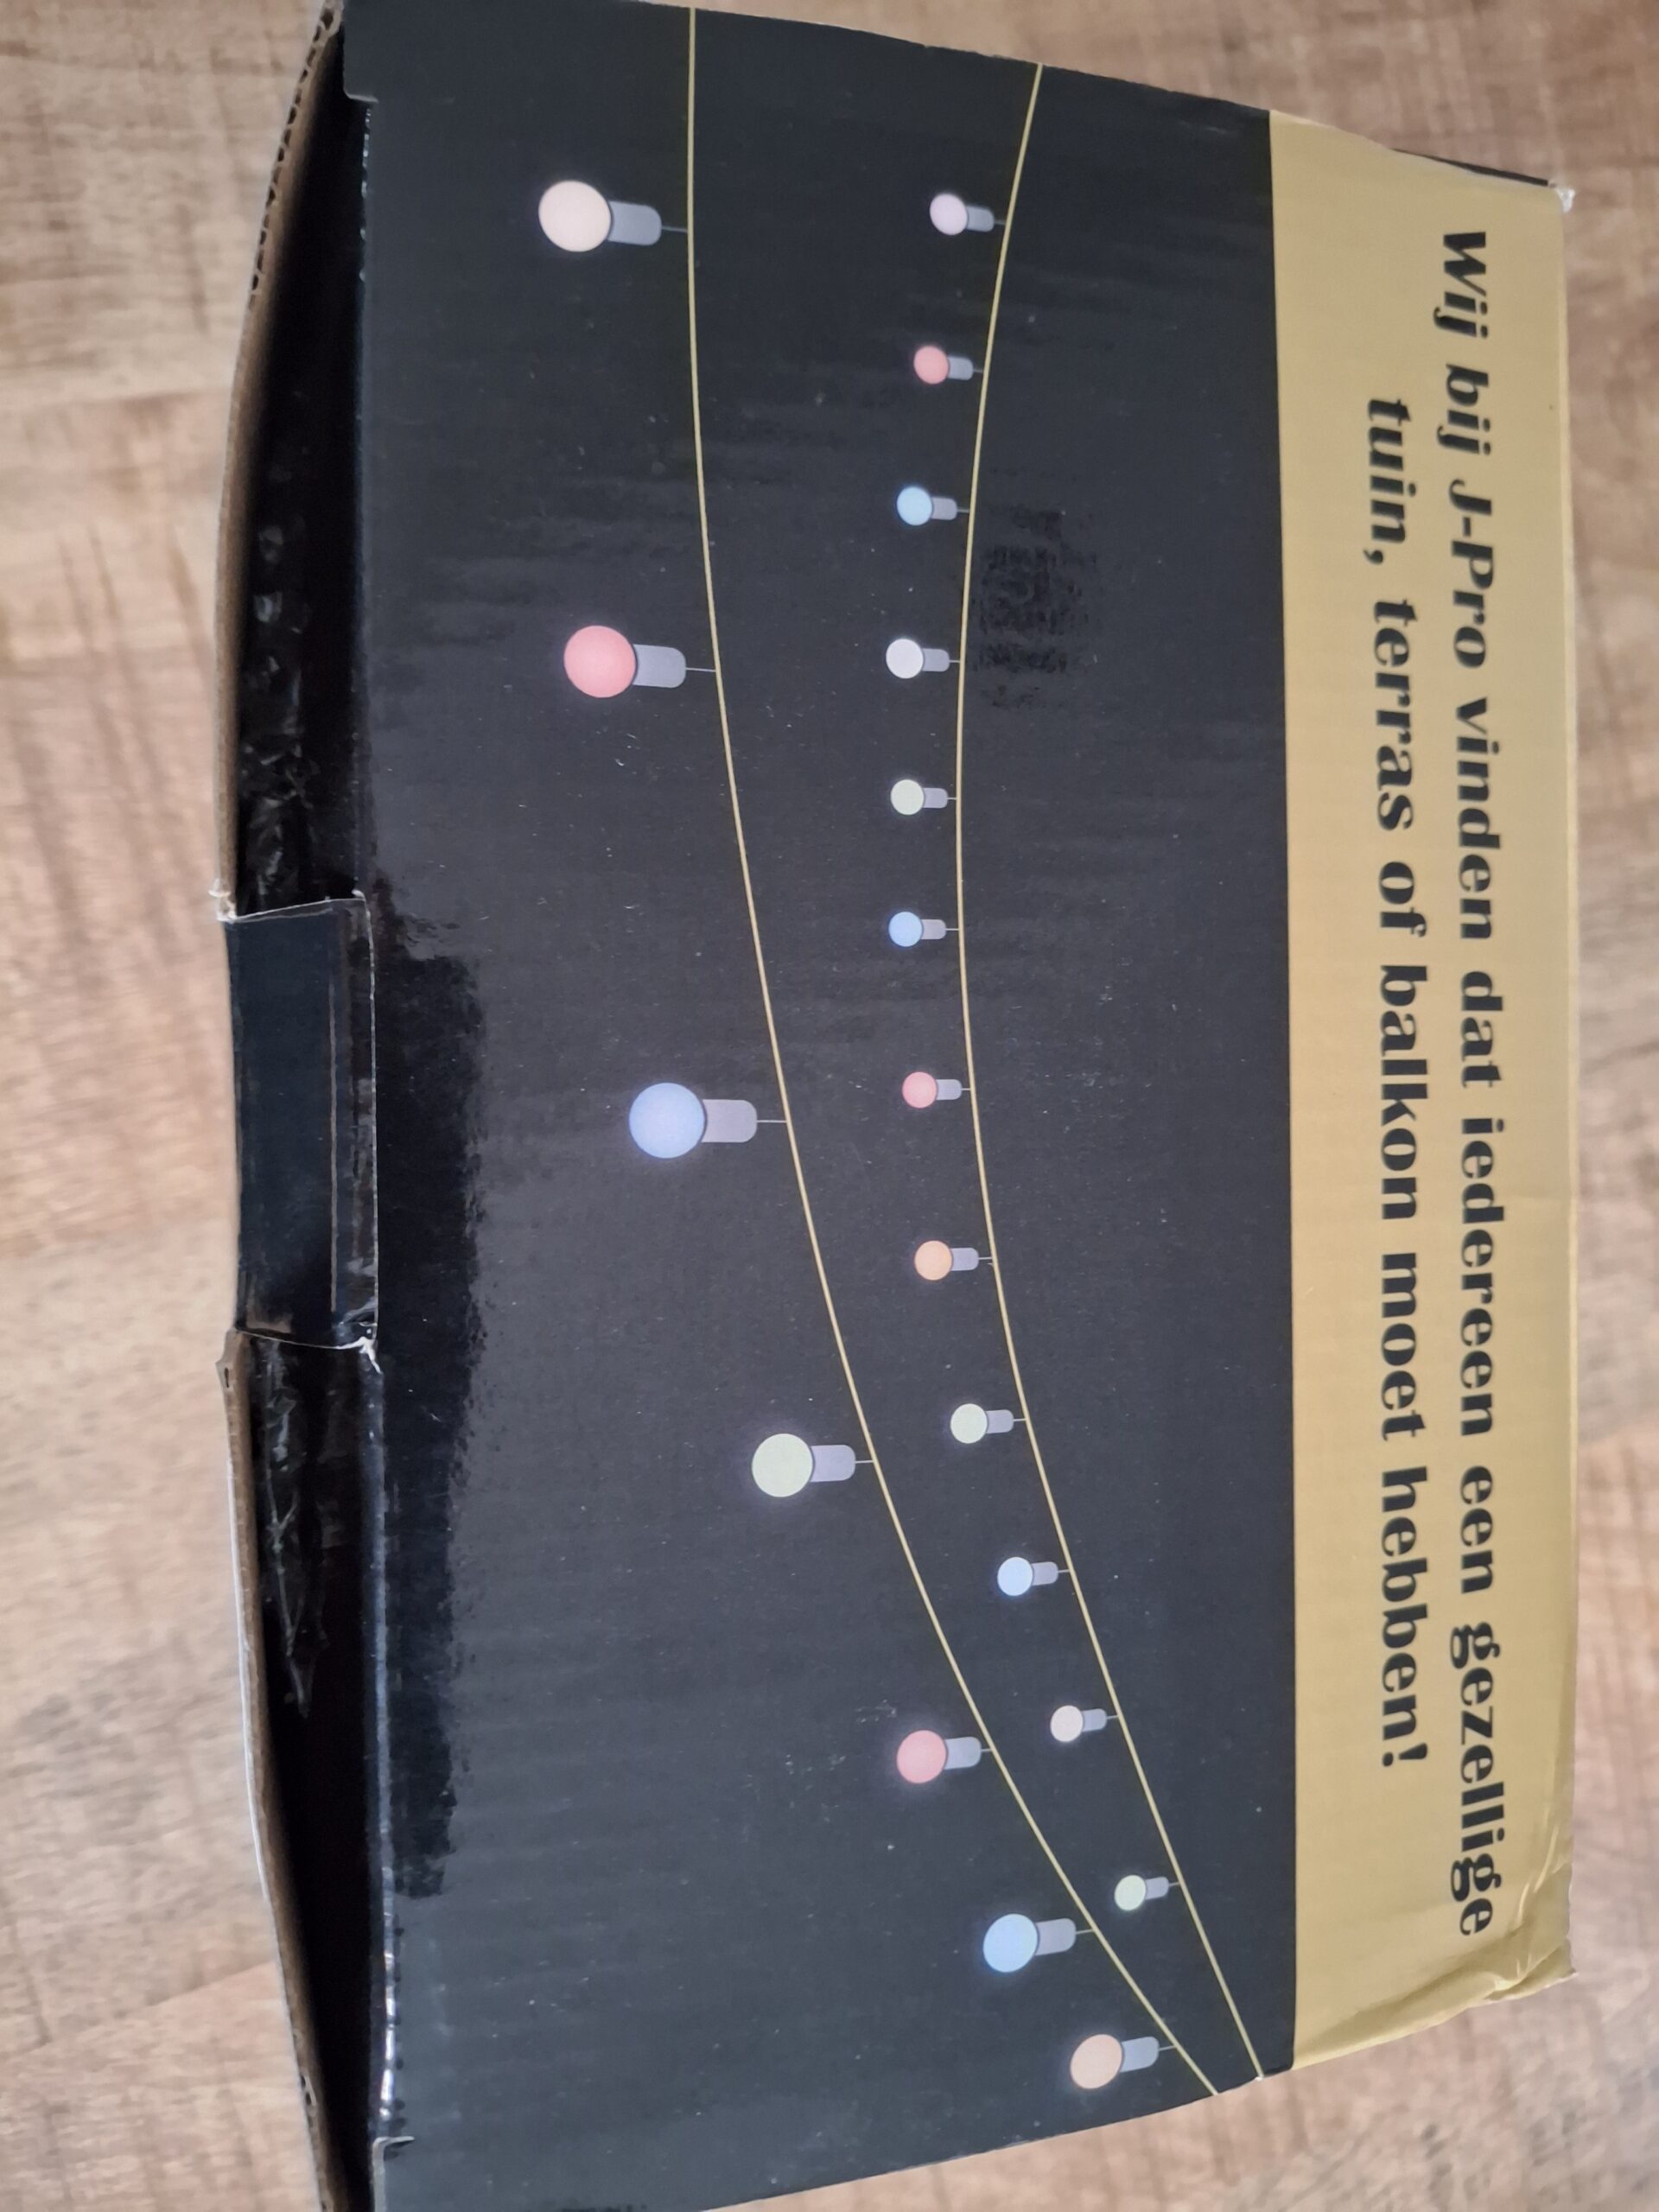 Wij bij J-Pro vinden dat iedereen een gezellige
tuin, terras of balkon moet hebben!